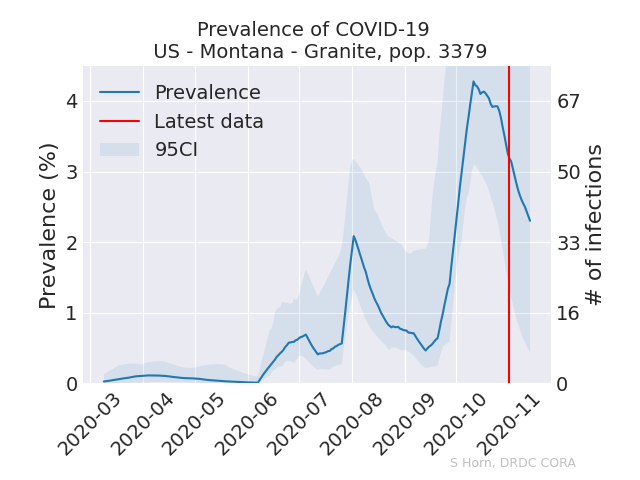 Prevalence of COVID-19
US - Montana - Granite, pop. 3379
Prevalence
Latest data
95CI
Prevalence (%)
4
3
2
1
0
67
50
33
16
0
# of infections
2020-03
2020-04
2020-05
2020-06
2020-07
2020-08
2020-09
2020-10
2020-11
S Horn, DRDC CORA